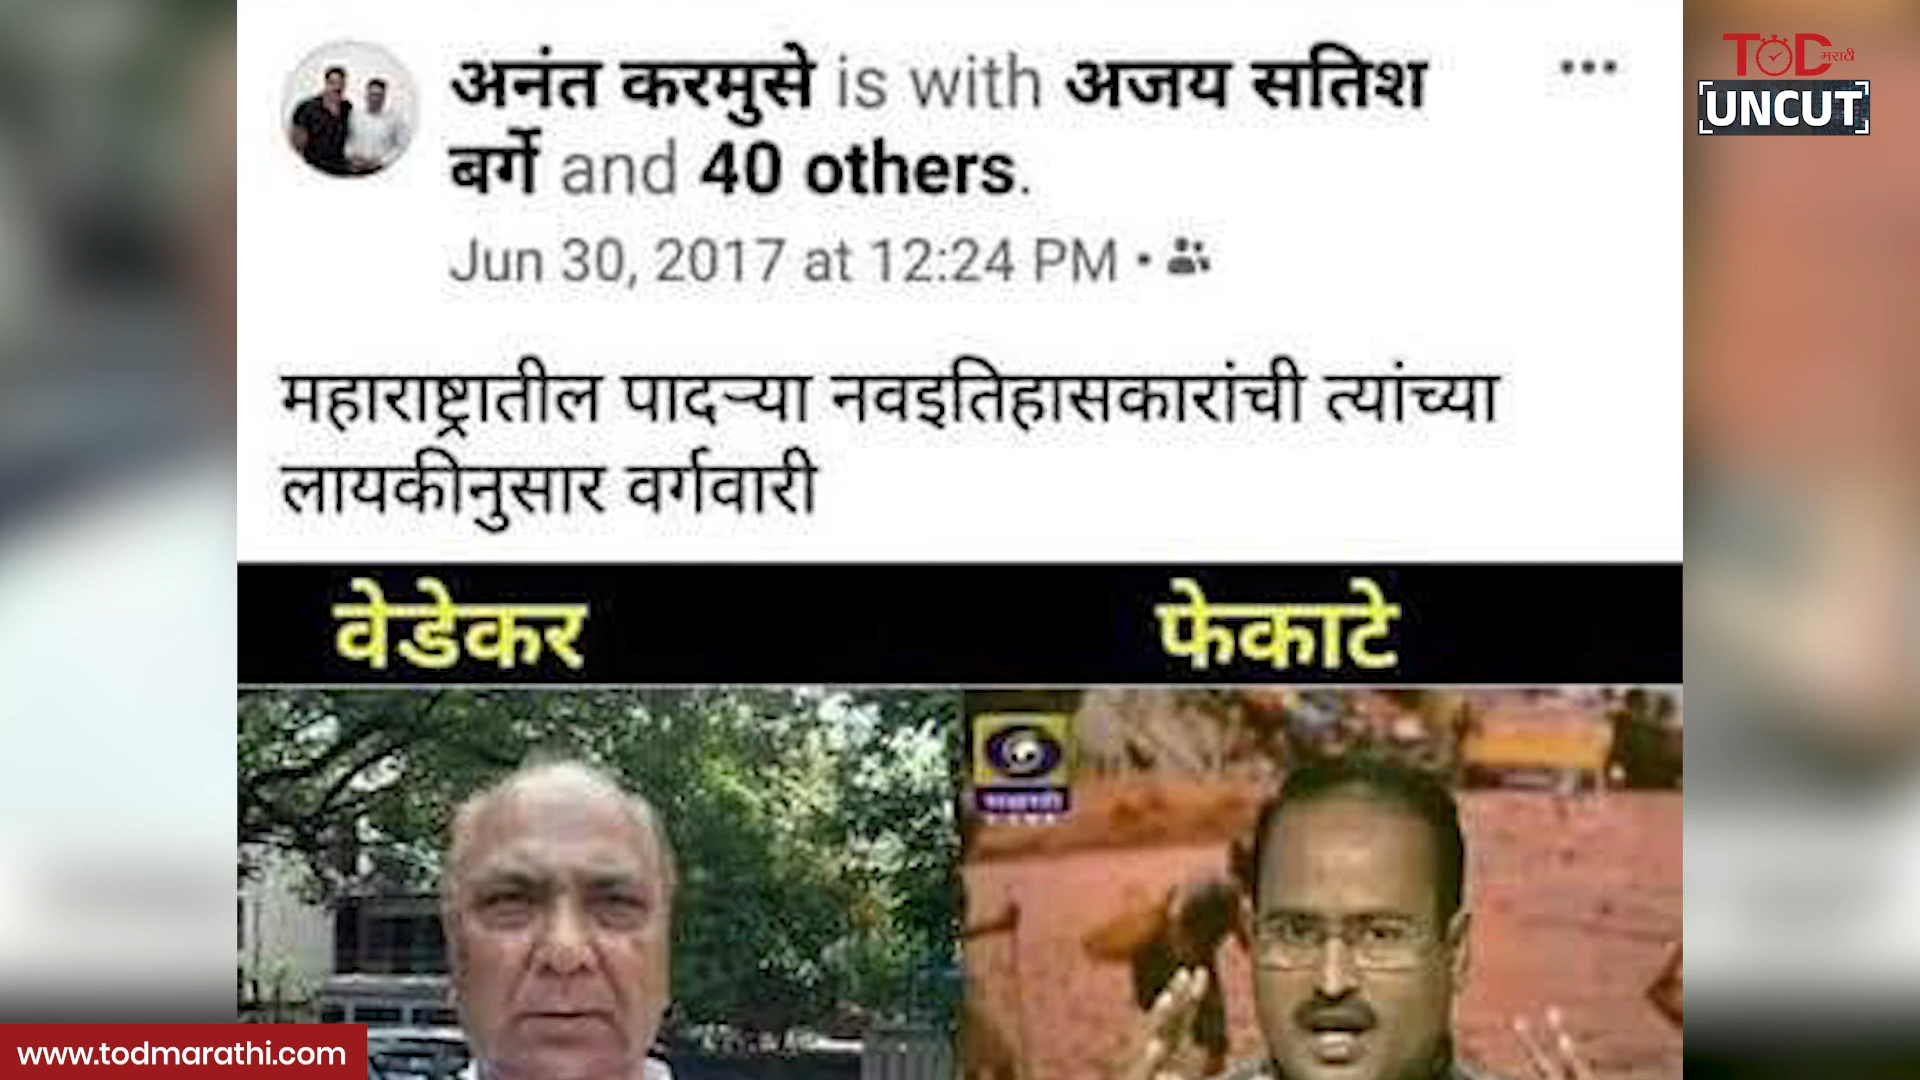 अनंत करमुसे is with अजय सतिश
बर्गे and 40 others.
Jun 30, 2017 at 12:24 PM
महाराष्ट्रातील पादऱ्या नवइतिहासकारांची त्यांच्या
लायकीनुसार वर्गवारी
वेडेकर
फेकाटे
TOD मराठी
[UNCUT]
www.todmarathi.com